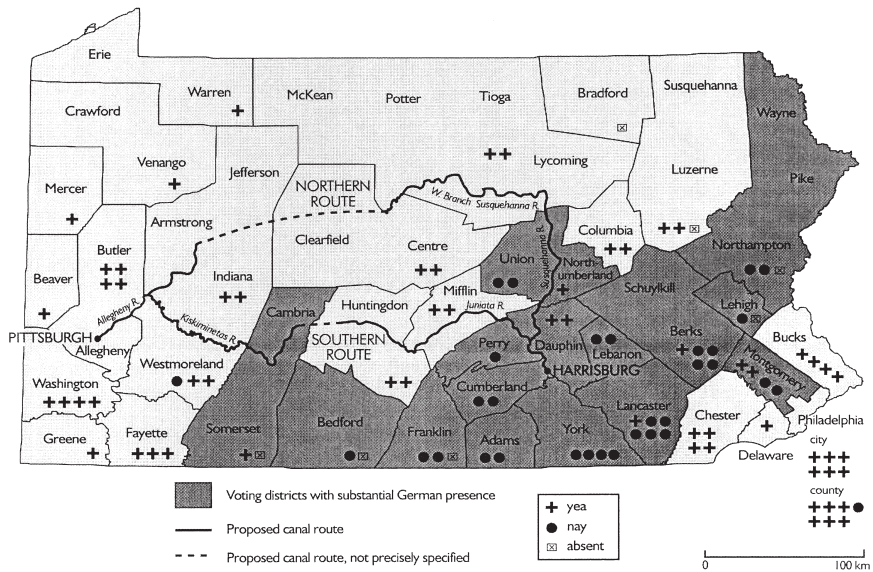 Erie
Warren
McKean
Potter
Tioga
Bradford
Susquehanna
Wayne
Crawford
Venango
Jefferson
Lycoming
Luzerne
Pike
Mercer
NORTHERN
ROUTE
W. Branch Susquehanna R.
Armstrong
Butler
Clearfield
Centre
Union
Susquehanna R.
North-
umberland
Columbia
Northampton
Beaver
Indiana
Mifflin
Schuylkill
Lehigh
Allegheny R.
Cambria
Huntingdon
Juniata R.
PITTSBURGH
Allegheny
Kiskiminetas R.
SOUTHERN
ROUTE
Perry
Dauphin
Lebanon
Berks
Bucks
Montgomery
Westmoreland
HARRISBURG
Washington
Cumberland
Lancaster
Chester
Philadelphia
Greene
Fayette
Somerset
Bedford
Franklin
Adams
York
Delaware
city
county
Voting districts with substantial German presence
Proposed canal route
Proposed canal route, not precisely specified
yea
nay
absent
0 100 km